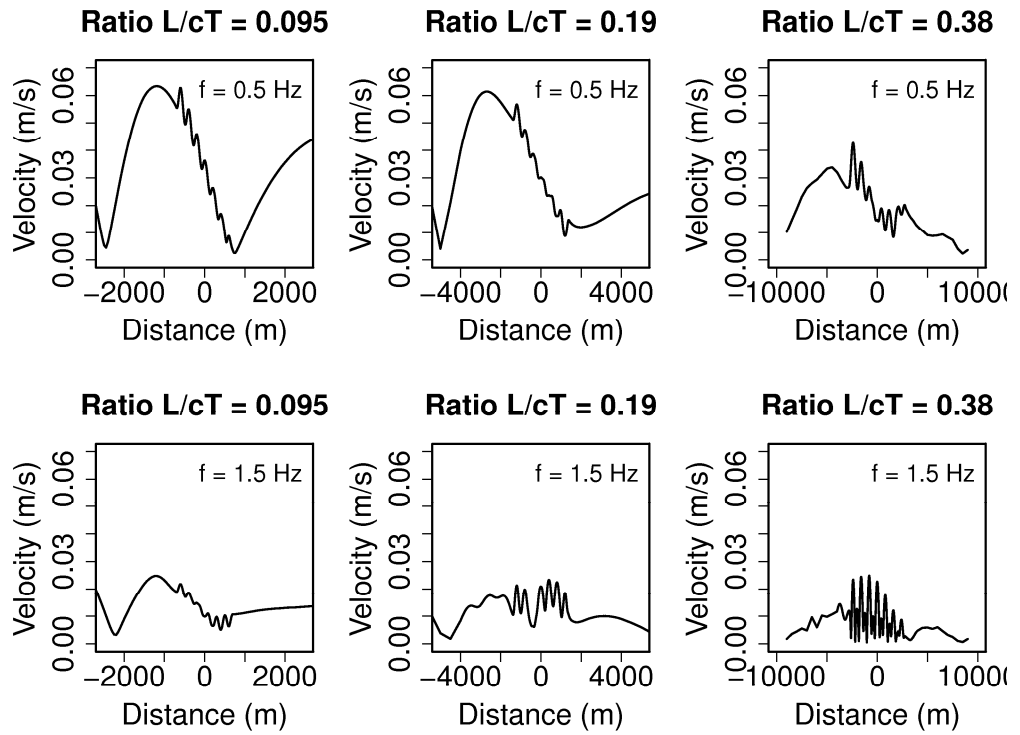 Ratio L/cT = 0.095
Ratio L/cT = 0.19
Ratio L/cT = 0.38
f = 0.5 Hz
f = 0.5 Hz
f = 0.5 Hz
Velocity (m/s)
0.00 0.03 0.06
Velocity (m/s)
0.00 0.03 0.06
Velocity (m/s)
0.00 0.03 0.06
−2000 0 2000
−4000 0 4000
−10000 0 10000
Distance (m)
Distance (m)
Distance (m)
Ratio L/cT = 0.095
Ratio L/cT = 0.19
Ratio L/cT = 0.38
f = 1.5 Hz
f = 1.5 Hz
f = 1.5 Hz
Velocity (m/s)
0.00 0.03 0.06
Velocity (m/s)
0.00 0.03 0.06
Velocity (m/s)
0.00 0.03 0.06
−2000 0 2000
−4000 0 4000
−10000 0 10000
Distance (m)
Distance (m)
Distance (m)